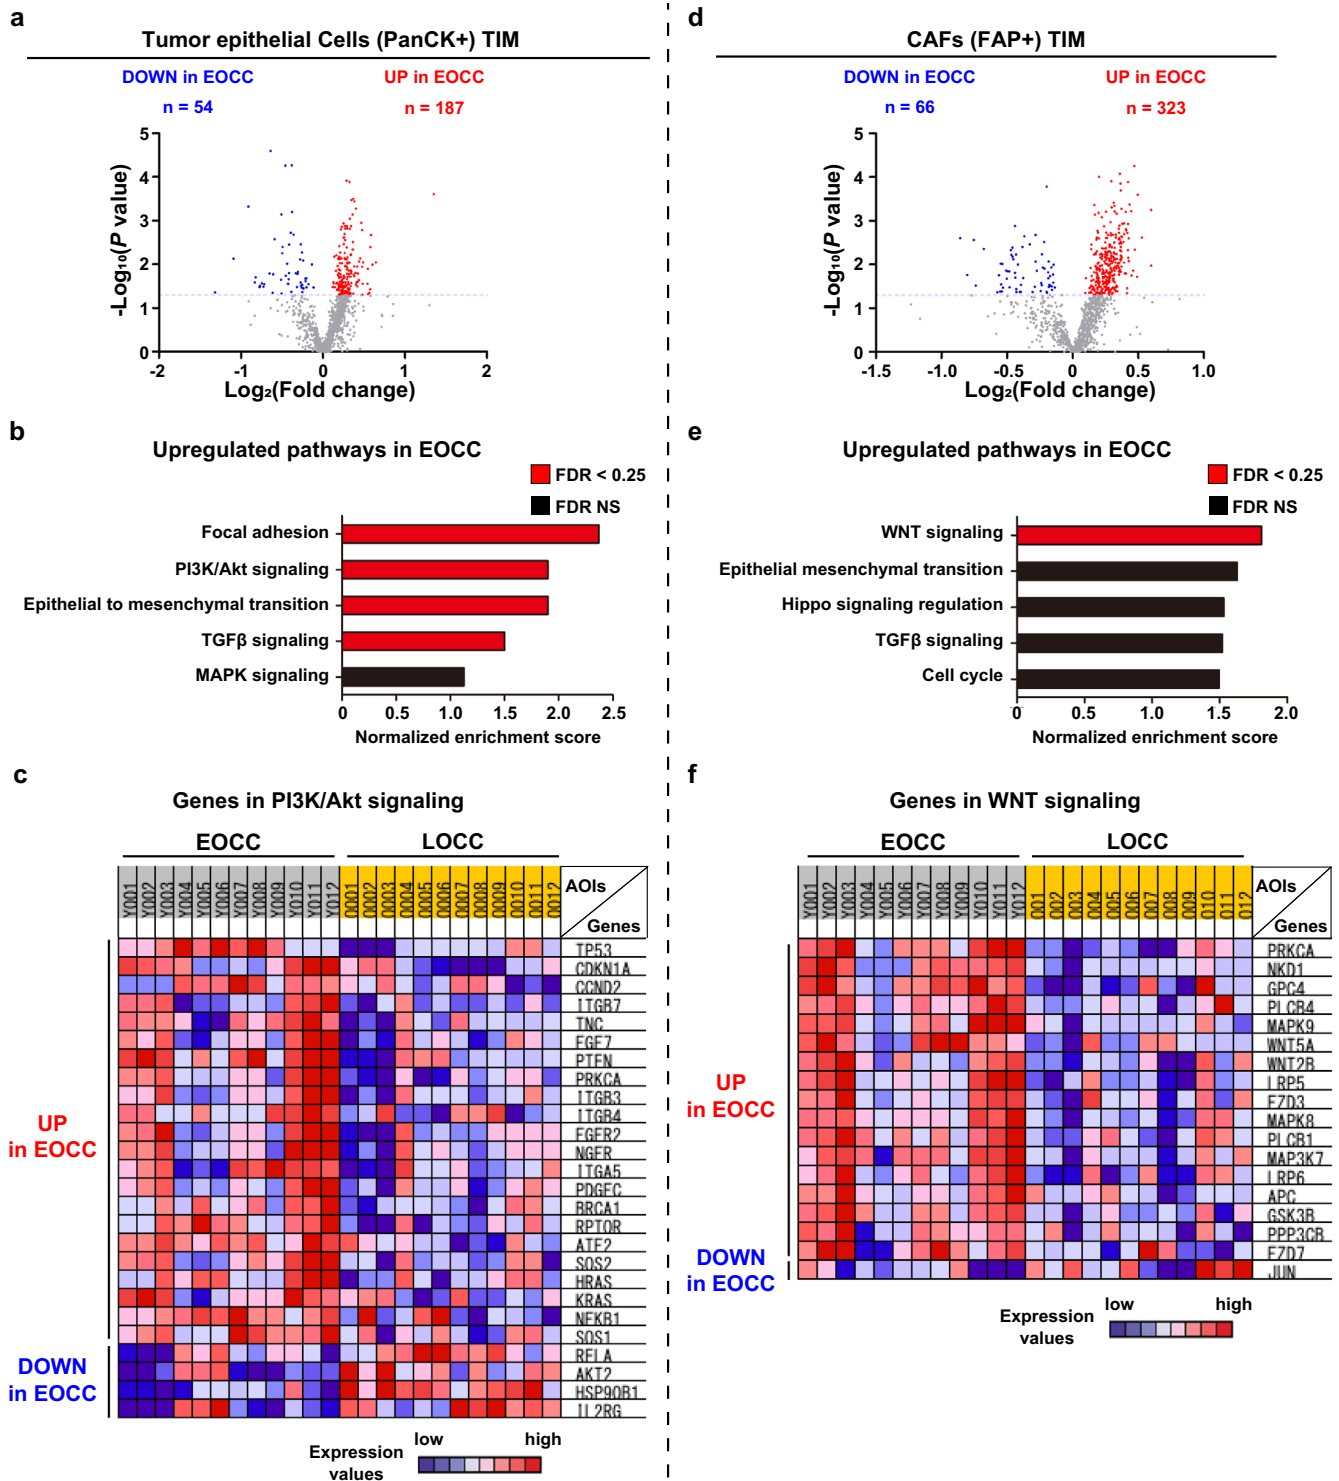 a
Tumor epithelial Cells (PanCK+) TIM
DOWN in EOCC
UP in EOCC
n = 54
n = 187
5
4
3
2
1
0
-Log₁₀(P value)
-2
-1
0
1
2
Log₂(Fold change)
b
Upregulated pathways in EOCC
FDR < 0.25
FDR NS
Focal adhesion
PI3K/Akt signaling
Epithelial to mesenchymal transition
TGFβ signaling
MAPK signaling
0
0.5
1.0
1.5
2.0
2.5
Normalized enrichment score
c
Genes in PI3K/Akt signaling
EOCC
LOCC
Y001
Y002
Y003
Y004
Y005
Y006
Y007
Y008
Y009
Y010
Y011
Y012
O001
O002
O003
O004
O005
O006
O007
O008
O009
O010
O011
O012
AOIs
Genes
TP53
CDKN1A
CCND2
ITGB7
TNC
FGF7
PTEN
PRKCA
ITGB3
ITGB4
FGFR2
NGFR
ITGA5
PDGFC
BRCA1
RPTOR
ATF2
SOS2
HRAS
KRAS
NFKB1
SOS1
RELA
AKT2
HSP90B1
IL2RG
UP
in EOCC
DOWN
in EOCC
Expression
values
low
high
d
CAFs (FAP+) TIM
DOWN in EOCC
UP in EOCC
n = 66
n = 323
5
4
3
2
1
0
-Log₁₀(P value)
-1.5
-1.0
-0.5
0
0.5
1.0
Log₂(Fold change)
e
Upregulated pathways in EOCC
FDR < 0.25
FDR NS
WNT signaling
Epithelial mesenchymal transition
Hippo signaling regulation
TGFβ signaling
Cell cycle
0
0.5
1.0
1.5
2.0
Normalized enrichment score
f
Genes in WNT signaling
EOCC
LOCC
Y001
Y002
Y003
Y004
Y005
Y006
Y007
Y008
Y009
Y010
Y011
Y012
O01
O02
O03
O04
O05
O06
O07
O08
O09
O10
O11
O12
AOIs
Genes
PRKCA
NKD1
GPC4
PLCB4
MAPK9
WNT5A
WNT2B
LRP5
FZD3
MAPK8
PLCB1
MAP3K7
LRP6
APC
GSK3B
PPP3CB
FZD7
JUN
UP
in EOCC
DOWN
in EOCC
Expression
values
low
high